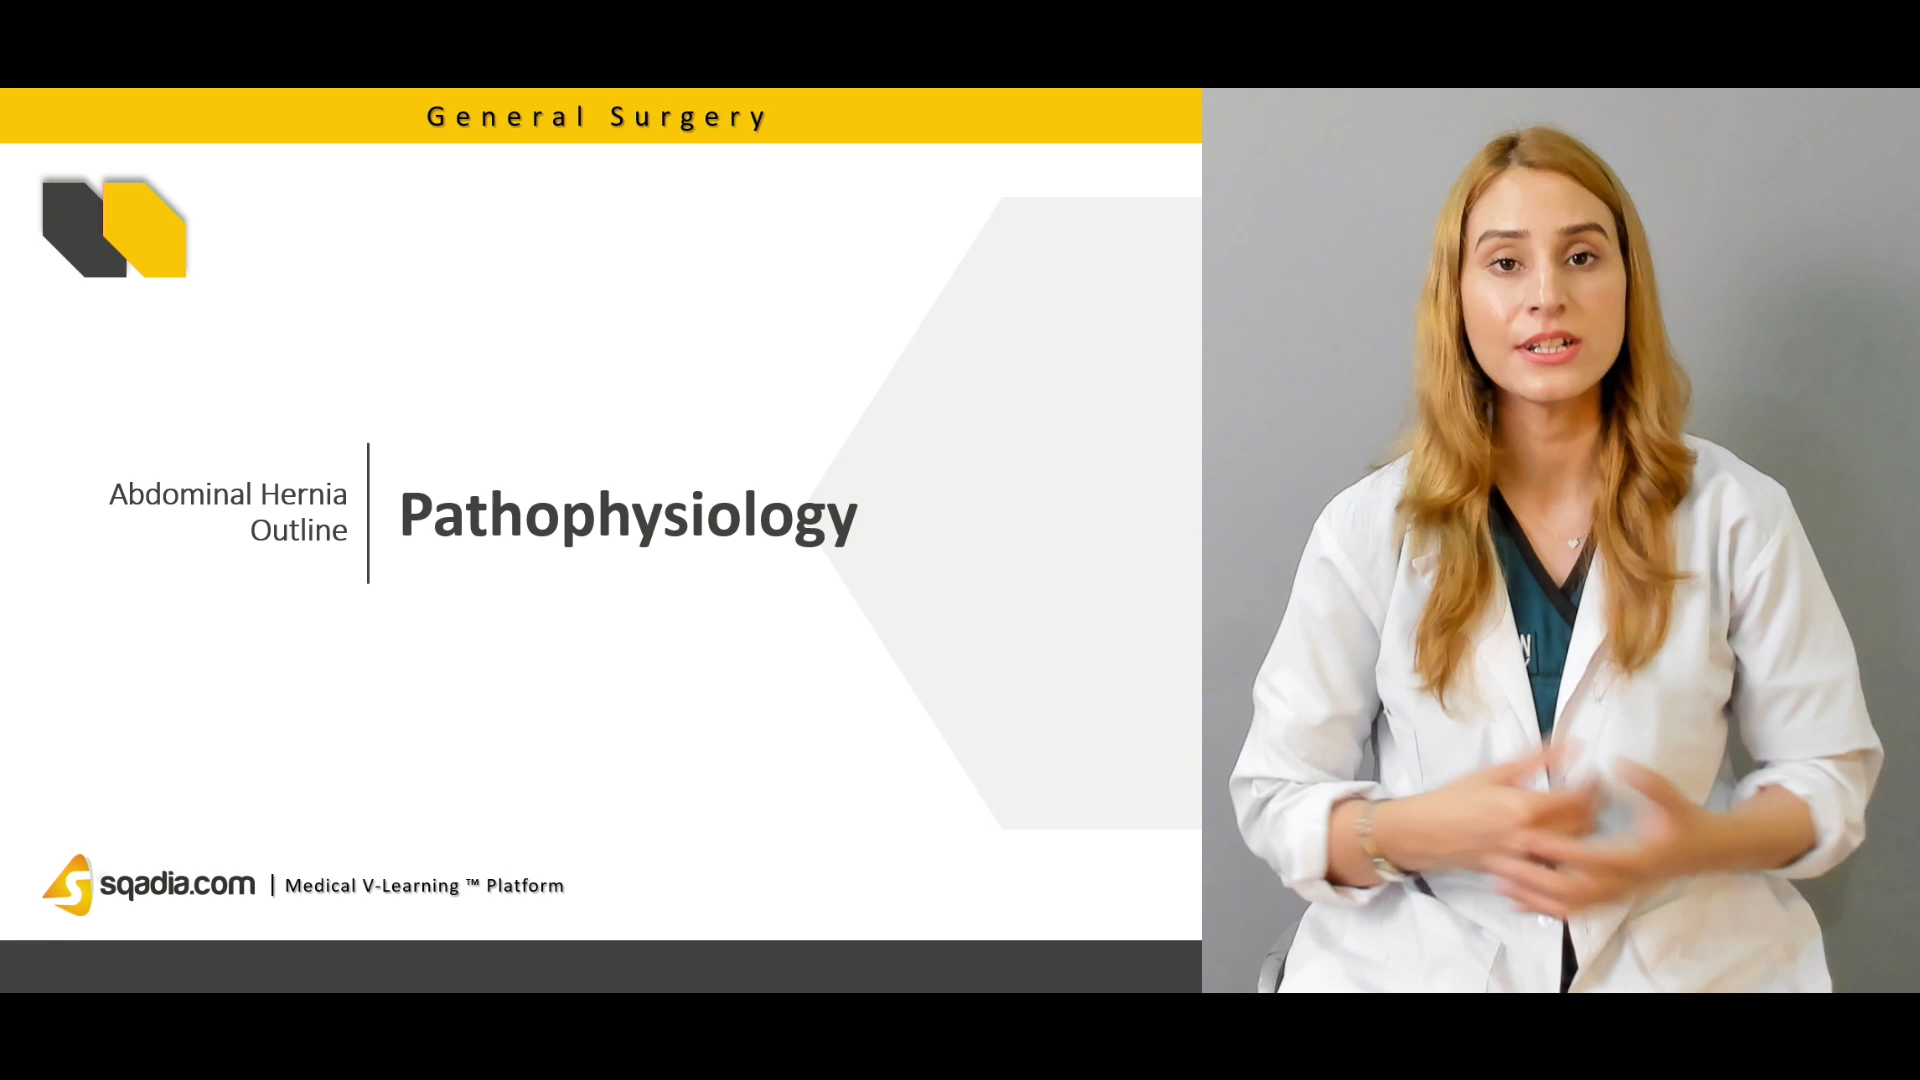 General Surgery
Abdominal Hernia
Outline
Pathophysiology
sqadia.com | Medical V-Learning ™ Platform